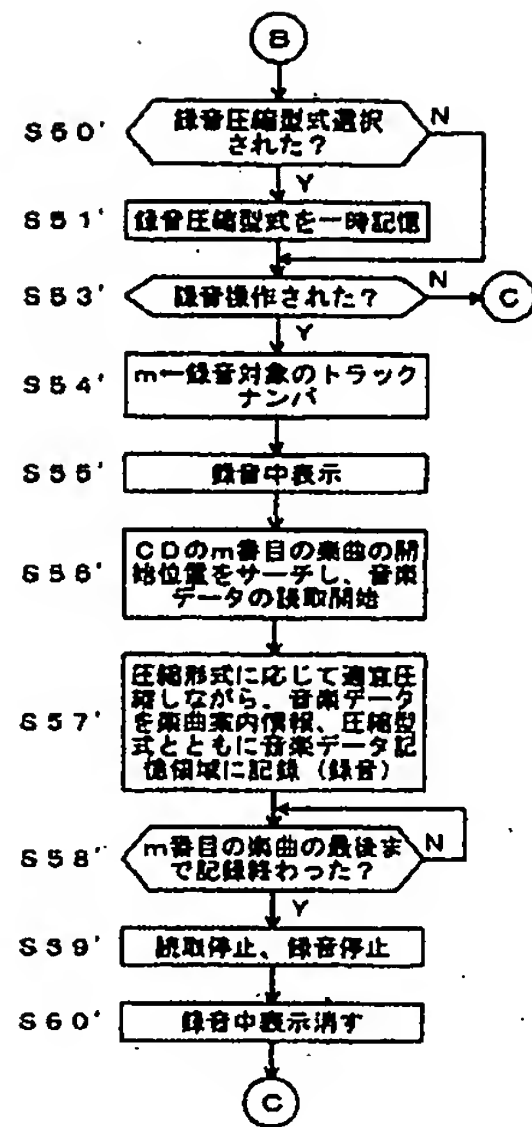 B
S50'
録音圧縮型式選択
された?
N
Y
S51'
録音圧縮型式を一時記憶
S53'
録音操作された?
N
C
Y
S54'
m←録音対象のトラック
ナンバ
S55'
録音中表示
S56'
CDのm番目の楽曲の開
始位置をサーチし、音楽
データの読取開始
S57'
圧縮形式に応じて適宜圧
縮しながら、音楽データ
を楽曲案内情報、圧縮型
式とともに音楽データ記
憶領域に記録(録音)
S58'
m番目の楽曲の最後ま
で記録終わった?
N
Y
S39'
読取停止、録音停止
S60'
録音中表示消す
C